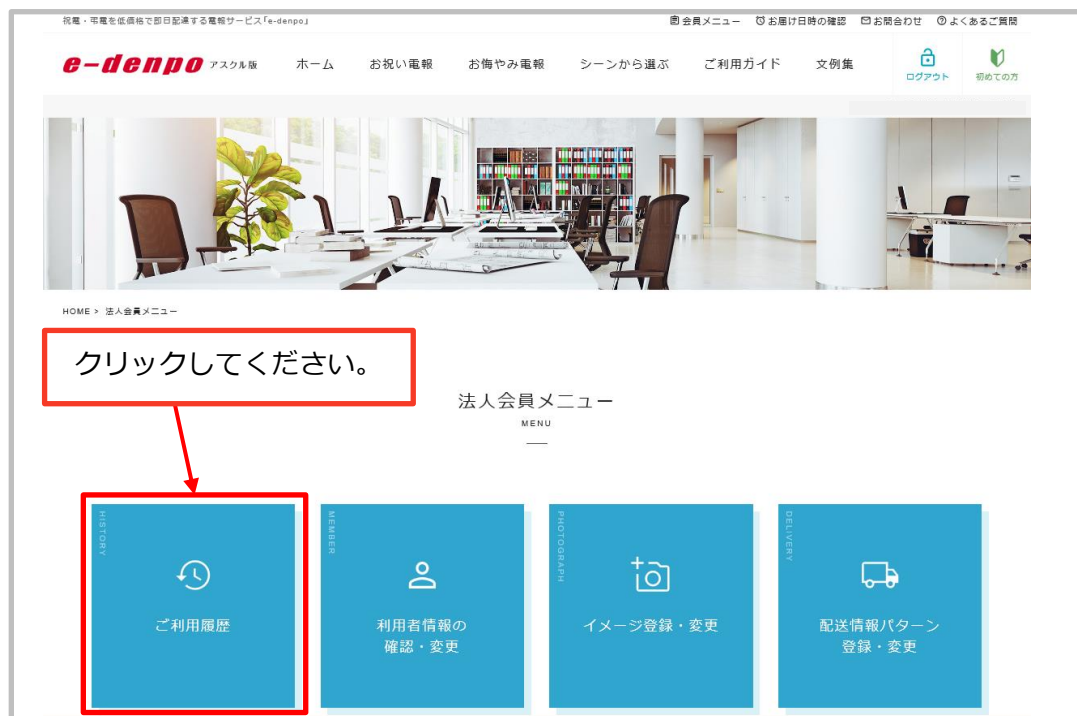 祝電・弔電を低価格で即日配達する電報サービス「e-denpo」
会員メニュー お届け日時の確認 お問合わせ よくあるご質問
e-denpo アスクル版 ホーム お祝い電報 お悔やみ電報 シーンから選ぶ ご利用ガイド 文例集 ログアウト 初めての方
HOME > 法人会員メニュー
クリックしてください。
法人会員メニュー
MENU
HISTORY
ご利用履歴
MEMBER
利用者情報の
確認・変更
PHOTOGRAPH
イメージ登録・変更
DELIVERY
配送情報パターン
登録・変更